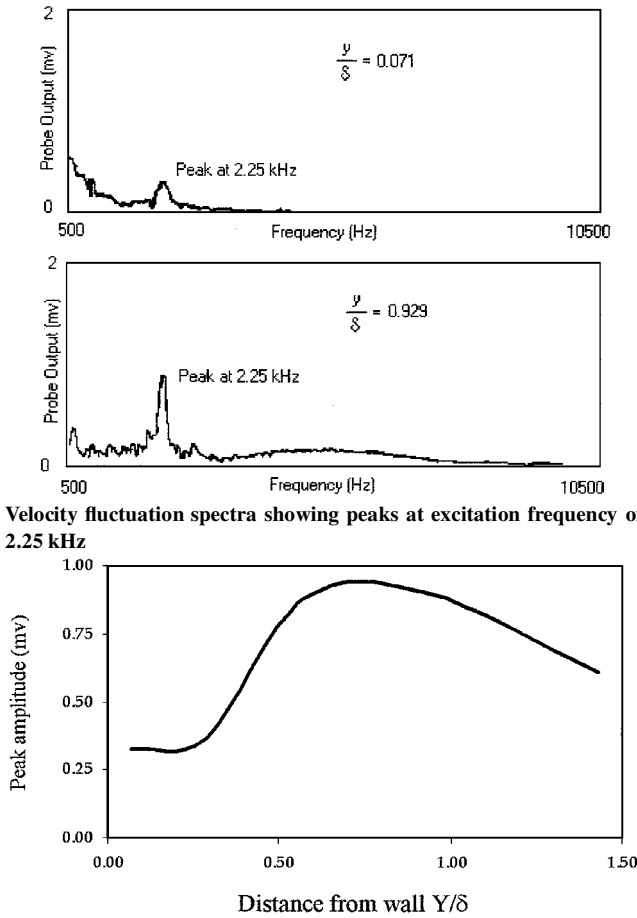 2
y
δ = 0.071
Probe Output (mv)
Peak at 2.25 kHz
0
500
Frequency (Hz)
10500
2
y
δ = 0.929
Probe Output (mv)
Peak at 2.25 kHz
0
500
Frequency (Hz)
10500
Velocity fluctuation spectra showing peaks at excitation frequency
2.25 kHz
1.00
0.75
0.50
0.25
0.00
Peak amplitude (mv)
0.00 0.50 1.00 1.50
Distance from wall Y/δ